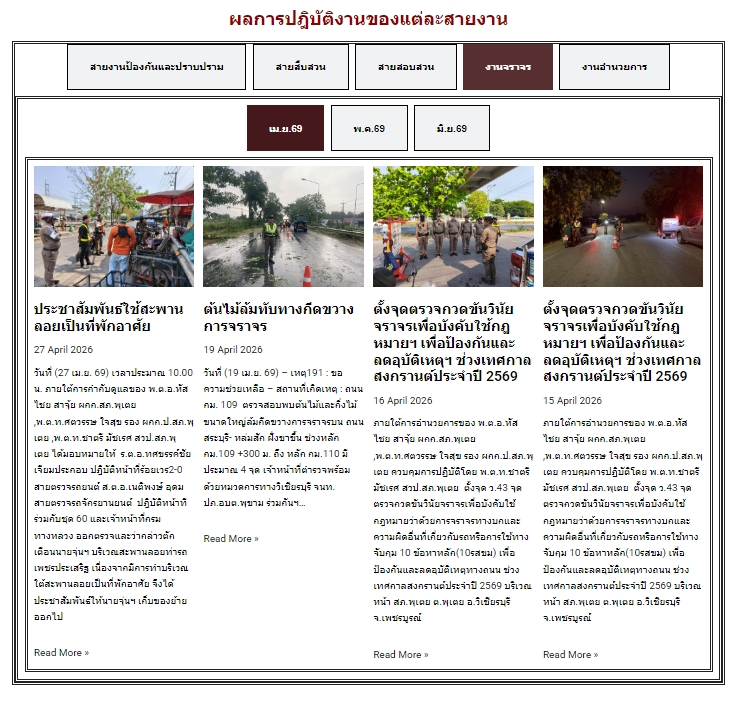 ผลการปฎิบัติงานของแต่ละสายงาน
สายงานป้องกันและปราบปราม
สายสืบสวน
สายสอบสวน
งานจราจร
งานอำนวยการ
เม.ย.69
พ.ค.69
มิ.ย.69
ประชาสัมพันธ์ใช้สะพาน
ลอยเป็นที่พักอาศัย
27 April 2026
วันที่ (27 เม.ย. 69) เวลาประมาณ 10.00
น. ภายใต้การกำกับดูแลของ พ.ต.อ.หัส
ไชย สาจุ้ย ผกก.สภ.พุเตย
,พ.ต.ท.ศตวรรษ ใจสุข รอง ผกก.ป.สภ.พุ
เตย ,พ.ต.ท.ชาตรี มัชเรศ สวป.สภ.พุ
เตย ได้มอบหมายให้ ร.ต.อ.ทศขรรค์ชัย
เจียมประกอบ ปฏิบัติหน้าที่ร้อยเวร2-0
สายตรวจรถยนต์ ส.ต.อ.เนติพงษ์ อุดม
สายตรวจรถจักรยานยนต์ ปฏิบัติหน้าที่
ร่วมกับชุด 60 และเจ้าหน้าที่กรม
ทางหลวง ออกตรวจและว่ากล่าวตัก
เตือนนายจุ่นฯ บริเวณสะพานลอยท่ารถ
เพชรประเสริฐ เนื่องจากมีการทำบริเวณ
ใต้สะพานลอยเป็นที่พักอาศัย จึงได้
ประชาสัมพันธ์ให้นายจุ่นฯ เก็บของย้าย
ออกไป
Read More »
ต้นไม้ล้มทับทางกีดขวาง
การจราจร
19 April 2026
วันที่ (19 เม.ย. 69) – เหตุ191 : ขอ
ความช่วยเหลือ – สถานที่เกิดเหตุ : ถนน
กม. 109 ตรวจสอบพบต้นไม้และกิ่งไม้
ขนาดใหญ่ล้มกีดขวางการจราจรบน ถนน
สระบุรี- หล่มสัก ฝั่งขาขึ้น ช่วงหลัก
กม.109 +300 ม. ถึง หลัก กม.110 มี
ประมาณ 4 จุด เจ้าหน้าที่ตำรวจพร้อม
ด้วยหมวดการทางวิเชียรบุรี จนท.
ปภ.อบต.พุขาม ร่วมกันฯ…
Read More »
ตั้งจุดตรวจกวดขันวินัย
จราจรเพื่อบังคับใช้กฎ
หมายฯ เพื่อป้องกันและ
ลดอุบัติเหตุฯ ช่วงเทศกาล
สงกรานต์ประจำปี 2569
16 April 2026
ภายใต้การอำนวยการของ พ.ต.อ.หัส
ไชย สาจุ้ย ผกก.สภ.พุเตย
,พ.ต.ท.ศตวรรษ ใจสุข รอง ผกก.ป.สภ.พุ
เตย ควบคุมการปฏิบัติโดย พ.ต.ท.ชาตรี
มัชเรศ สวป.สภ.พุเตย ตั้งจุด ว.43 จุด
ตรวจกวดขันวินัยจราจรเพื่อบังคับใช้
กฎหมายว่าด้วยการจราจรทางบกและ
ความผิดอื่นที่เกี่ยวกับรถหรือการใช้ทาง
จับกุม 10 ข้อหาหลัก(10รสขม) เพื่อ
ป้องกันและลดอุบัติเหตุทางถนน ช่วง
เทศกาลสงกรานต์ประจำปี 2569 บริเวณ
หน้า สภ.พุเตย ต.พุเตย อ.วิเชียรบุรี
จ.เพชรบูรณ์
Read More »
ตั้งจุดตรวจกวดขันวินัย
จราจรเพื่อบังคับใช้กฎ
หมายฯ เพื่อป้องกันและ
ลดอุบัติเหตุฯ ช่วงเทศกาล
สงกรานต์ประจำปี 2569
15 April 2026
ภายใต้การอำนวยการของ พ.ต.อ.หัส
ไชย สาจุ้ย ผกก.สภ.พุเตย
,พ.ต.ท.ศตวรรษ ใจสุข รอง ผกก.ป.สภ.พุ
เตย ควบคุมการปฏิบัติโดย พ.ต.ท.ชาตรี
มัชเรศ สวป.สภ.พุเตย ตั้งจุด ว.43 จุด
ตรวจกวดขันวินัยจราจรเพื่อบังคับใช้
กฎหมายว่าด้วยการจราจรทางบกและ
ความผิดอื่นที่เกี่ยวกับรถหรือการใช้ทาง
จับกุม 10 ข้อหาหลัก(10รสขม) เพื่อ
ป้องกันและลดอุบัติเหตุทางถนน ช่วง
เทศกาลสงกรานต์ประจำปี 2569 บริเวณ
หน้า สภ.พุเตย ต.พุเตย อ.วิเชียรบุรี
จ.เพชรบูรณ์
Read More »